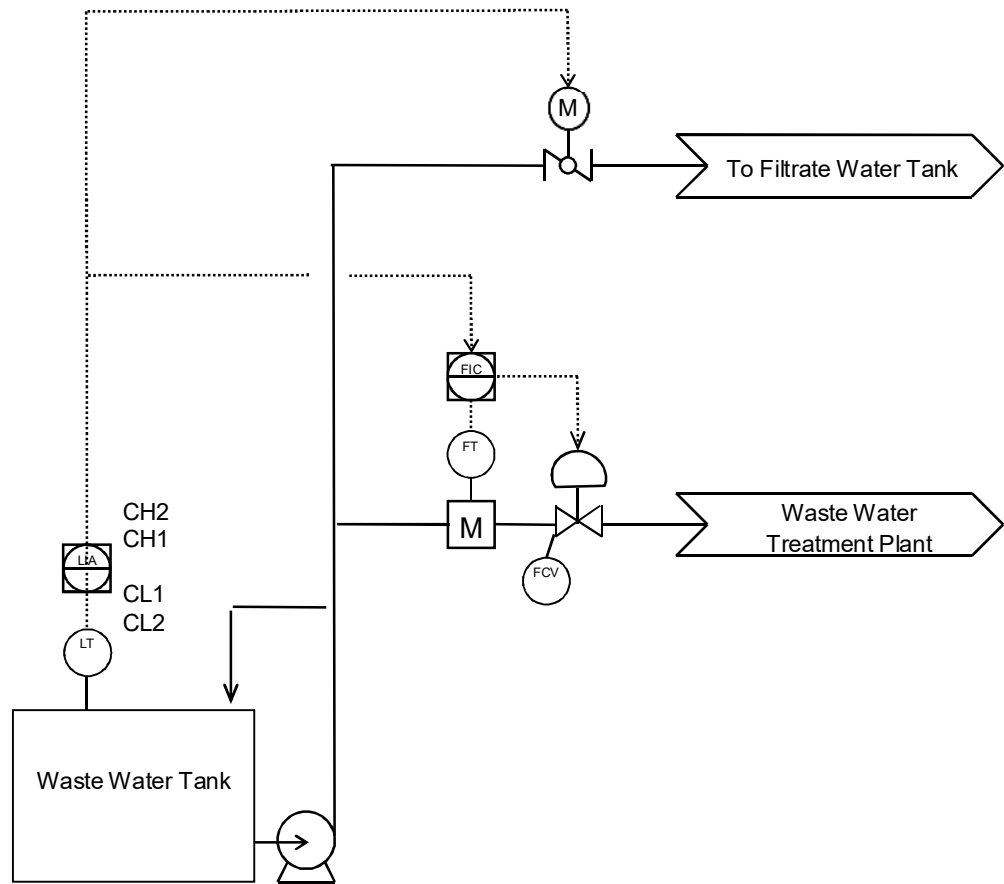 M
To Filtrate Water Tank
FIC
FT
M
Waste Water
Treatment Plant
FCV
CH2
CH1
LIA
CL1
CL2
LT
Waste Water Tank